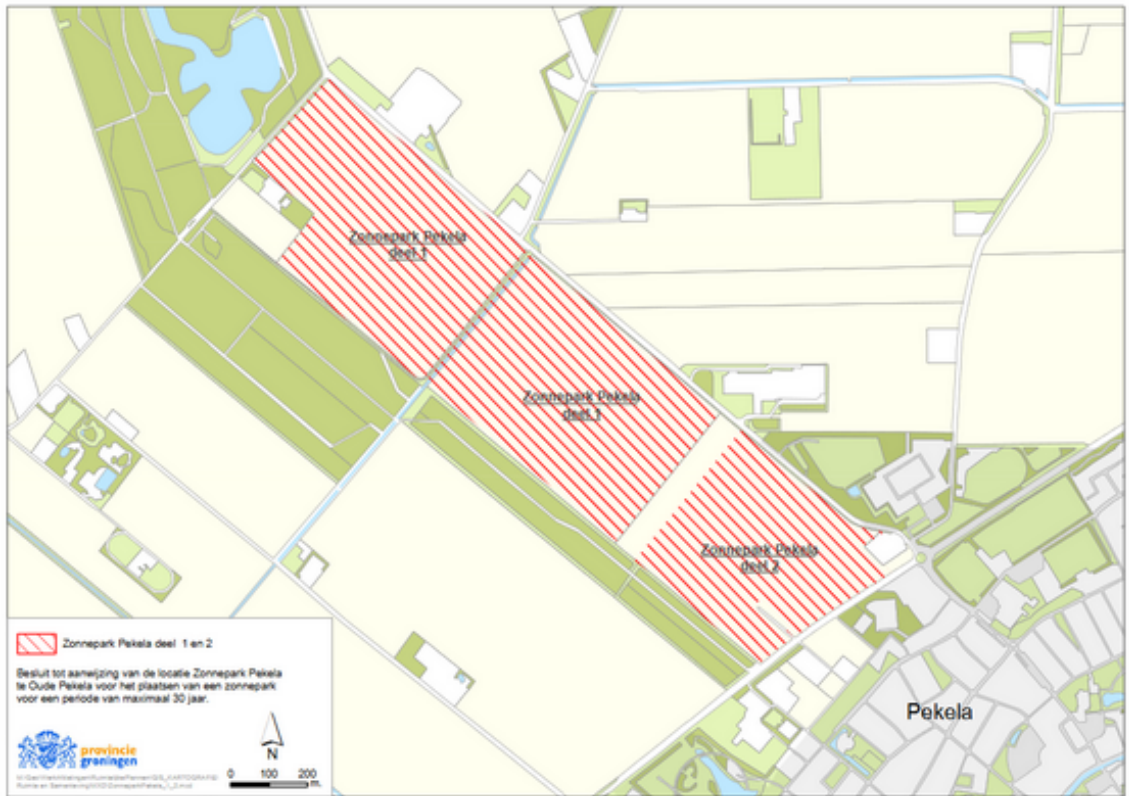 Zonnepark Pekela
deel 1
Zonnepark Pekela
deel 1
Zonnepark Pekela
deel 2
Pekela
Zonnepark Pekela deel 1 en 2
Besluit tot aanwijzing van de locatie Zonnepark Pekela
te Oude Pekela voor het plaatsen van een zonnepark
voor een periode van maximaal 30 jaar.
provincie
groningen
N
0 100 200
m